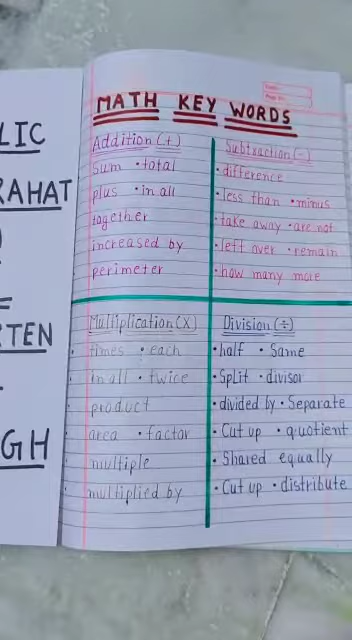 LIC
RAHAT
RTEN
GH
MATH KEY WORDS
Addition (+)
sum · total
plus · in all
together
increased by
perimeter
Subtraction (-)
· difference
· less than · minus
· take away · are not
· left over · remain
· how many more
Multiplication (X)
· times · each
· in all · twice
· product
· area · factor
· multiple
· multiplied by
Division (÷)
· half · Same
· Split · divisor
· divided by · Separate
· Cut up · quotient
· Shared equally
· Cut up · distribute